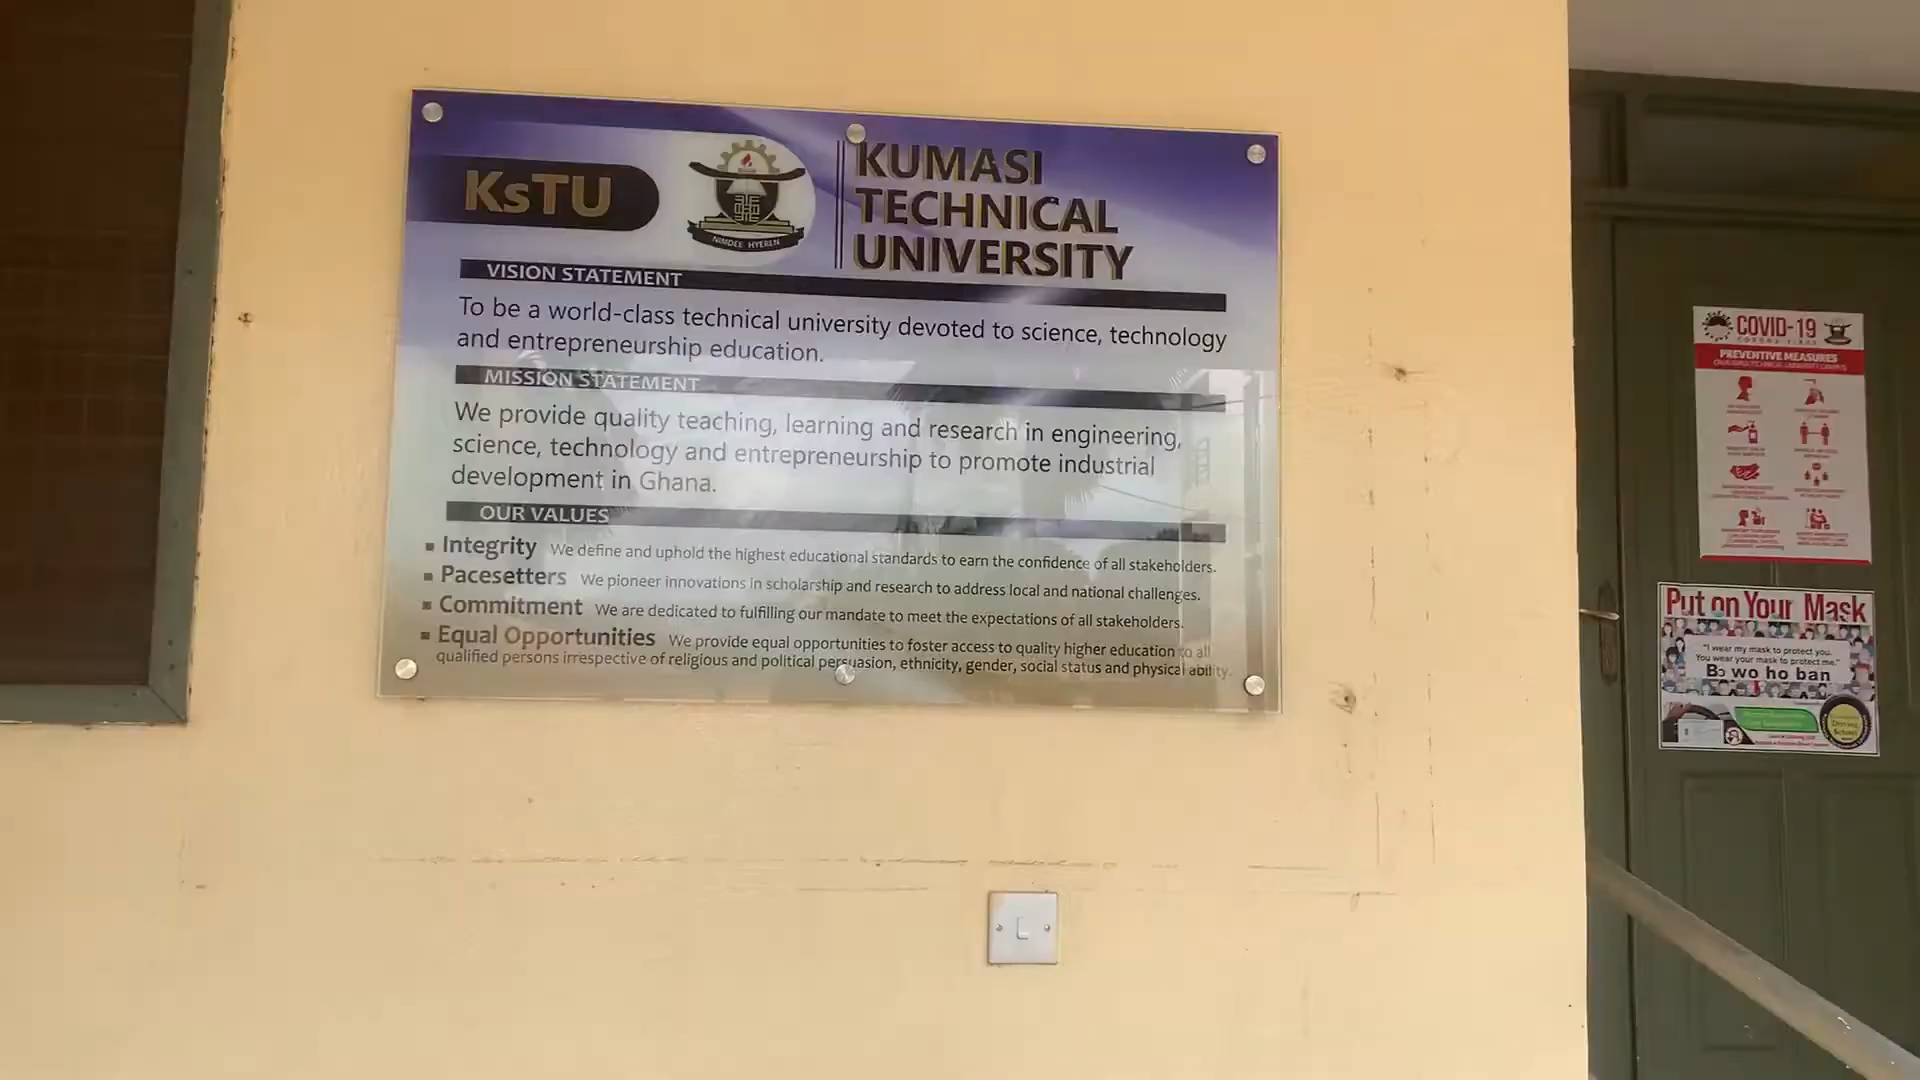 KsTU
NIMDEE HYEREN
KUMASI
TECHNICAL
UNIVERSITY
VISION STATEMENT
To be a world-class technical university devoted to science, technology
and entrepreneurship education.
MISSION STATEMENT
We provide quality teaching, learning and research in engineering,
science, technology and entrepreneurship to promote industrial
development in Ghana.
OUR VALUES
▪ Integrity We define and uphold the highest educational standards to earn the confidence of all stakeholders.
▪ Pacesetters We pioneer innovations in scholarship and research to address local and national challenges.
▪ Commitment We are dedicated to fulfilling our mandate to meet the expectations of all stakeholders.
▪ Equal Opportunities We provide equal opportunities to foster access to quality higher education to all
qualified persons irrespective of religious and political persuasion, ethnicity, gender, social status and physical ability.
COVID-19
CORONA VIRUS
PREVENTIVE MEASURES
Put on Your Mask
"I wear my mask to protect you.
You wear your mask to protect me."
Bɔ wo ho ban